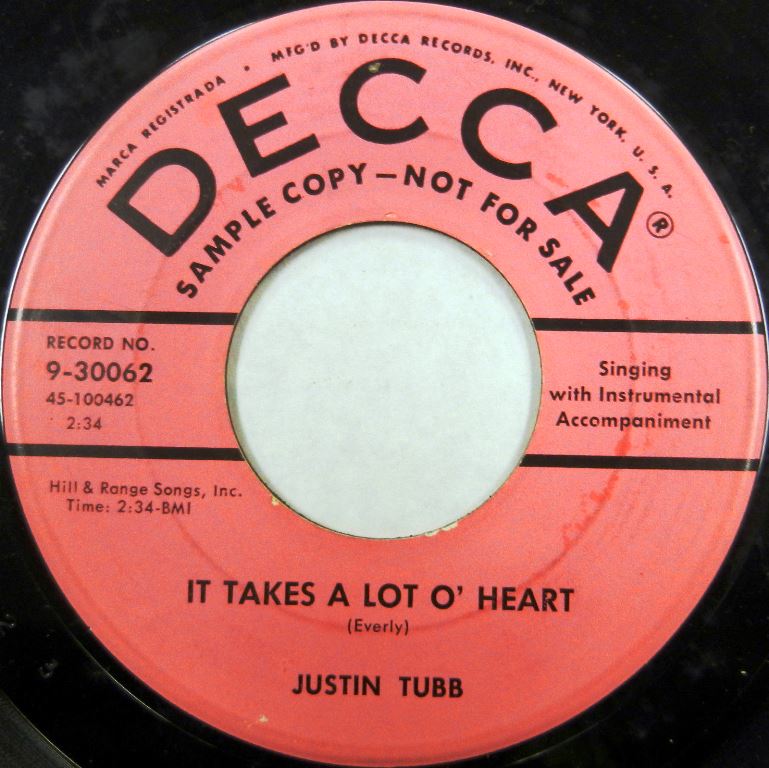 MARCA REGISTRADA • MFG'D BY DECCA RECORDS, INC., NEW YORK, U. S. A.
DECCA®
SAMPLE COPY—NOT FOR SALE
RECORD NO.
9-30062
45-100462
2:34
Singing
with Instrumental
Accompaniment
Hill & Range Songs, Inc.
Time: 2:34-BMI
IT TAKES A LOT O' HEART
(Everly)
JUSTIN TUBB